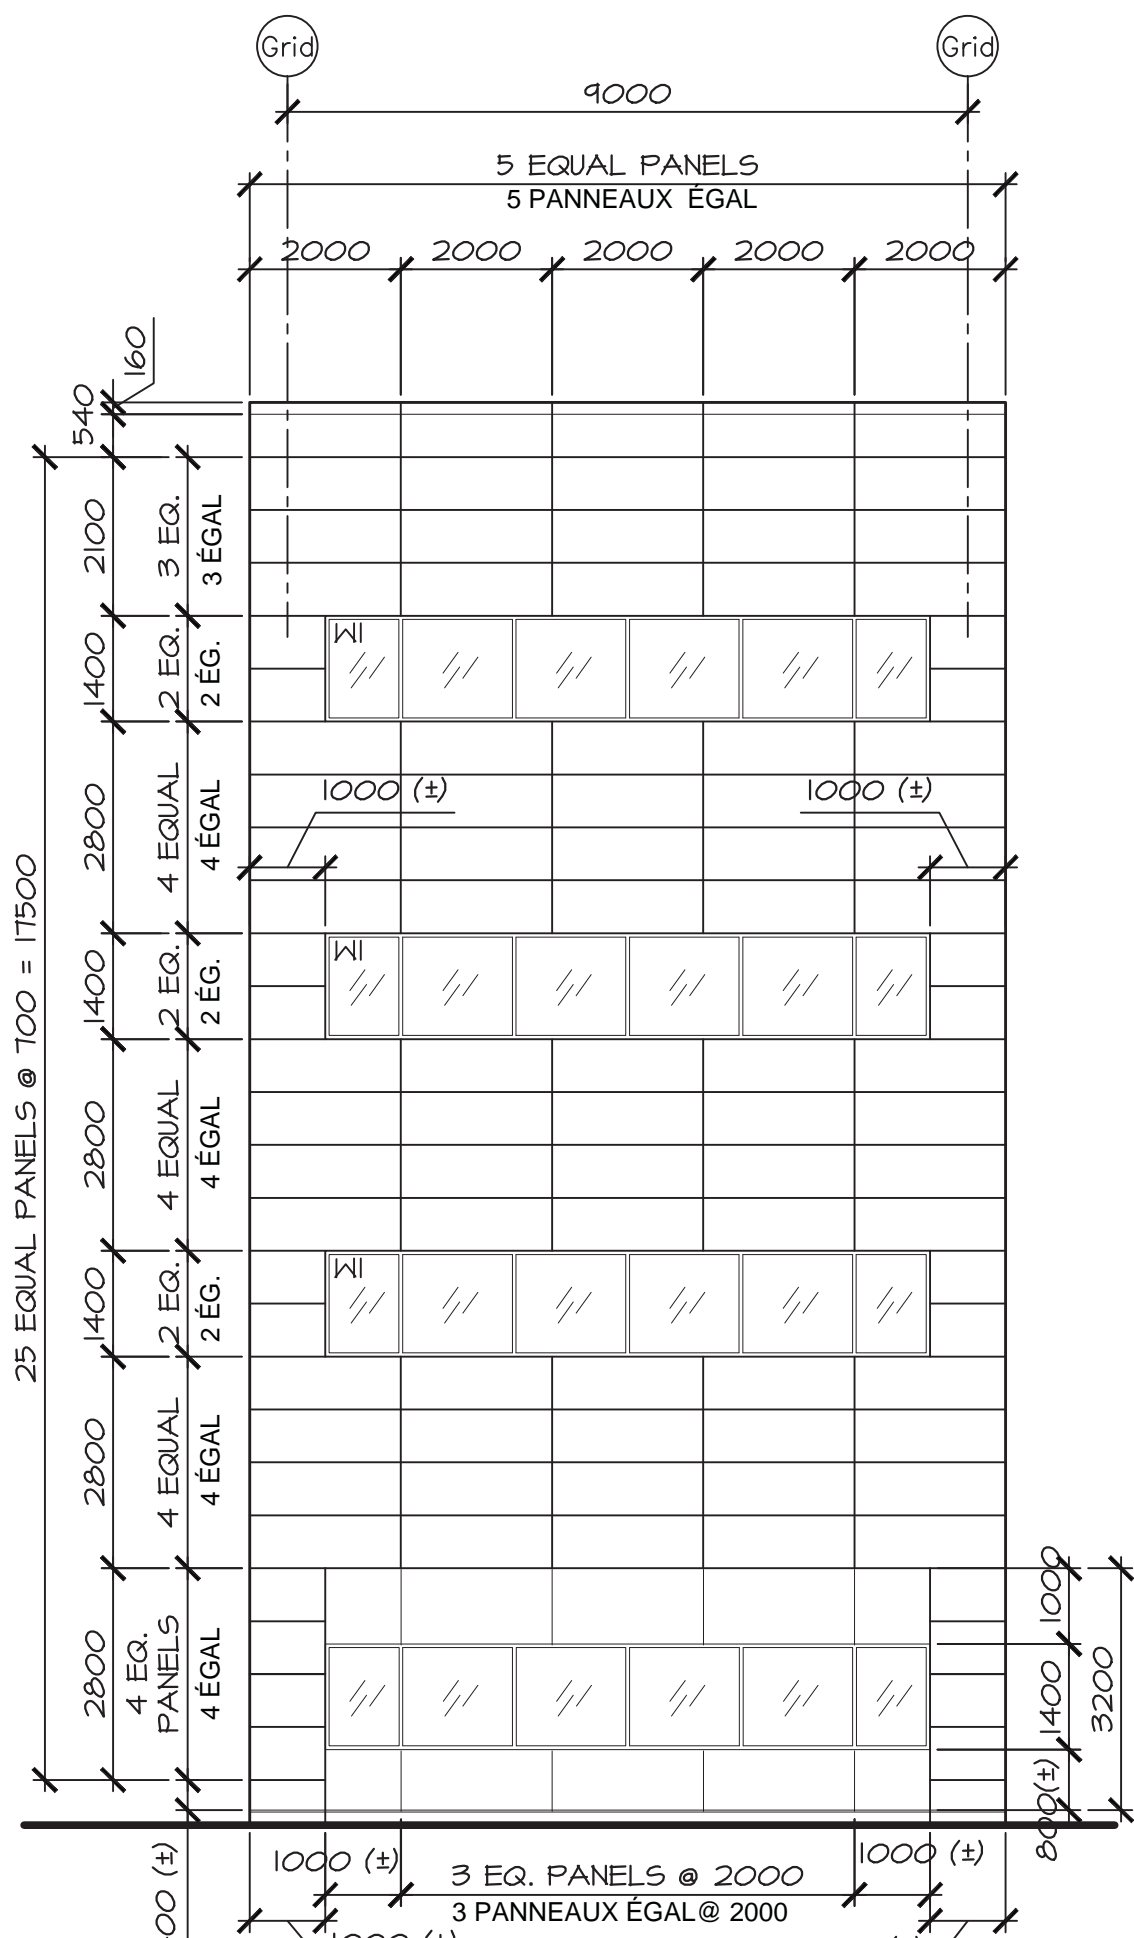 Grid
Grid
9000
5 EQUAL PANELS
5 PANNEAUX ÉGAL
2000 2000 2000 2000 2000
160
540
2100
3 EQ.
3 ÉGAL
1400
2 EQ.
2 ÉG.
W1
2800
4 EQUAL
4 ÉGAL
1000 (±)
1000 (±)
25 EQUAL PANELS @ 700 = 17500
1400
2 EQ.
2 ÉG.
W1
2800
4 EQUAL
4 ÉGAL
1400
2 EQ.
2 ÉG.
W1
2800
4 EQUAL
4 ÉGAL
2800
4 EQ.
PANELS
4 ÉGAL
1000
1400
3200
800(±)
1000 (±)
1000 (±)
3 EQ. PANELS @ 2000
3 PANNEAUX ÉGAL@ 2000